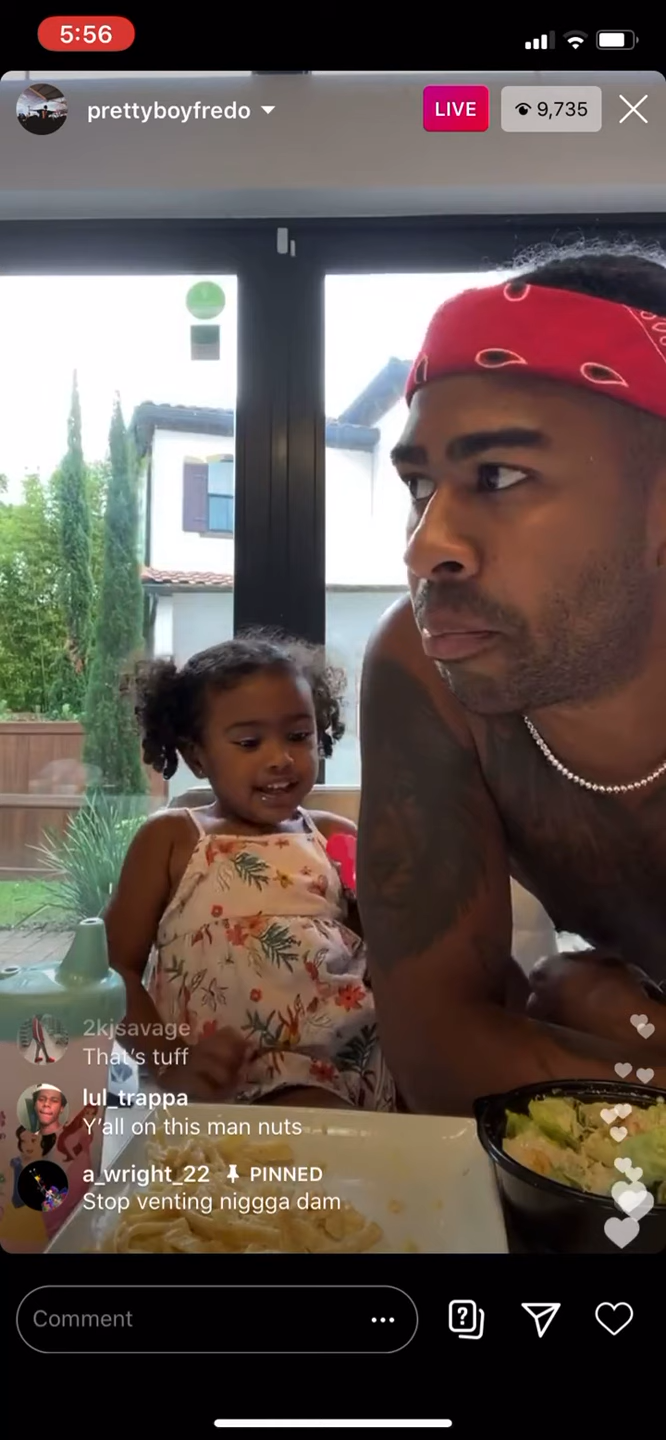 5:56
prettyboyfredo
LIVE
9,735
2kjsavage
That's tuff
lul_trappa
Y'all on this man nuts
a_wright_22 PINNED
Stop venting niggga dam
Comment